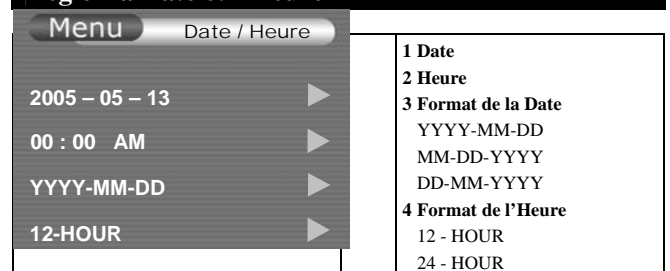 Menu Date / Heure
2005 – 05 – 13
00 : 00 AM
YYYY-MM-DD
12-HOUR
1 Date
2 Heure
3 Format de la Date
YYYY-MM-DD
MM-DD-YYYY
DD-MM-YYYY
4 Format de l’Heure
12 - HOUR
24 - HOUR